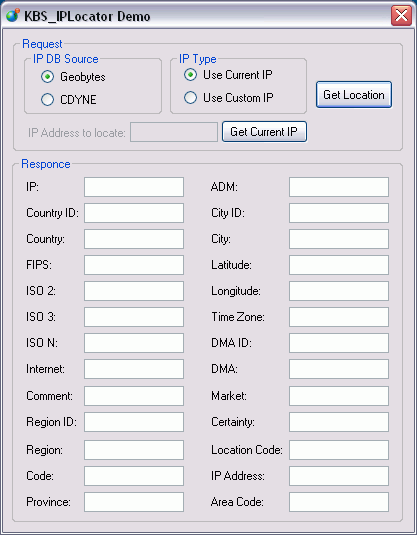 KBS_IPLocator Demo
Request
IP DB Source
Geobytes
CDYNE
IP Type
Use Current IP
Use Custom IP
Get Location
IP Address to locate:
Get Current IP
Responce
IP:
ADM:
Country ID:
City ID:
Country:
City:
FIPS:
Latitude:
ISO 2:
Longitude:
ISO 3:
Time Zone:
ISO N:
DMA ID:
Internet:
DMA:
Comment:
Market:
Region ID:
Certainty:
Region:
Location Code:
Code:
IP Address:
Province:
Area Code: